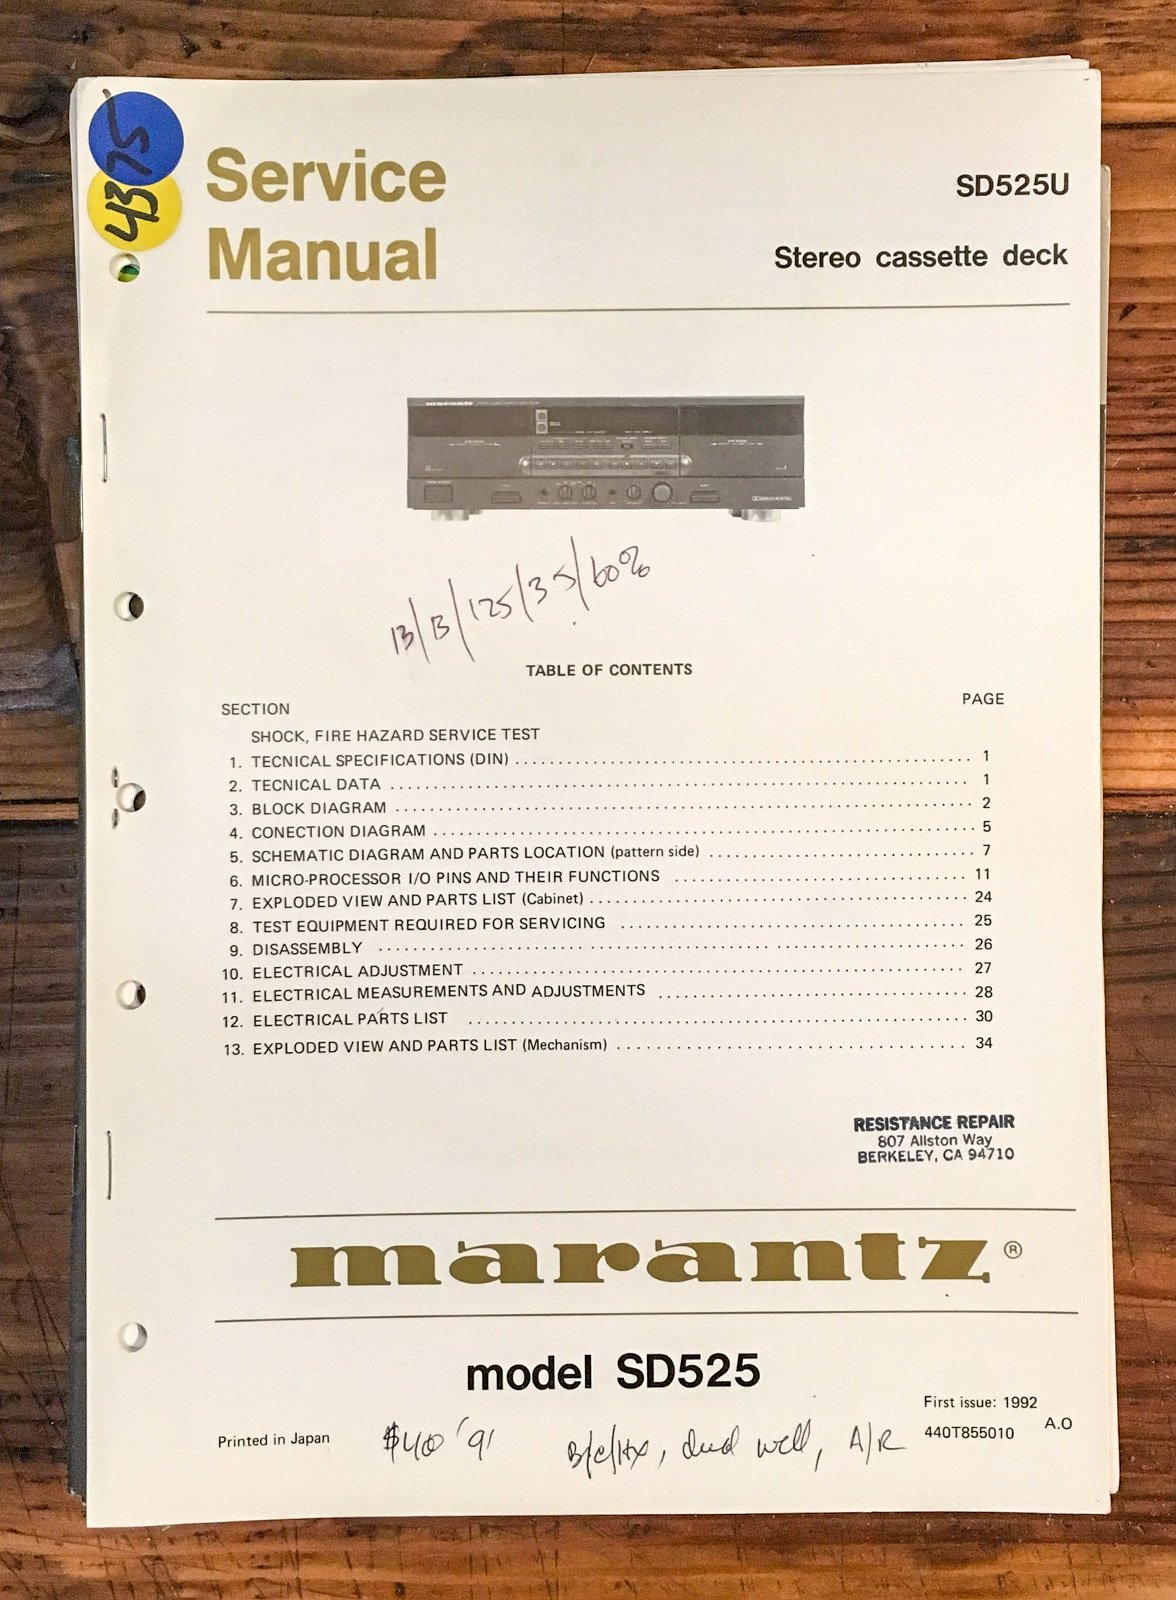 4375
Service
Manual
SD525U
Stereo cassette deck
marantz
B/B/125/35/60%
TABLE OF CONTENTS
SECTION PAGE
SHOCK, FIRE HAZARD SERVICE TEST
1. TECNICAL SPECIFICATIONS (DIN) 1
2. TECNICAL DATA 1
3. BLOCK DIAGRAM 2
4. CONECTION DIAGRAM 5
5. SCHEMATIC DIAGRAM AND PARTS LOCATION (pattern side) 7
6. MICRO-PROCESSOR I/O PINS AND THEIR FUNCTIONS 11
7. EXPLODED VIEW AND PARTS LIST (Cabinet) 24
8. TEST EQUIPMENT REQUIRED FOR SERVICING 25
9. DISASSEMBLY 26
10. ELECTRICAL ADJUSTMENT 27
11. ELECTRICAL MEASUREMENTS AND ADJUSTMENTS 28
12. ELECTRICAL PARTS LIST 30
13. EXPLODED VIEW AND PARTS LIST (Mechanism) 34
RESISTANCE REPAIR
807 Allston Way
BERKELEY, CA 94710
marantz®
model SD525
First issue: 1992
Printed in Japan
440T855010 A.O
$40 '91 B/C/HX, dual well, A/R